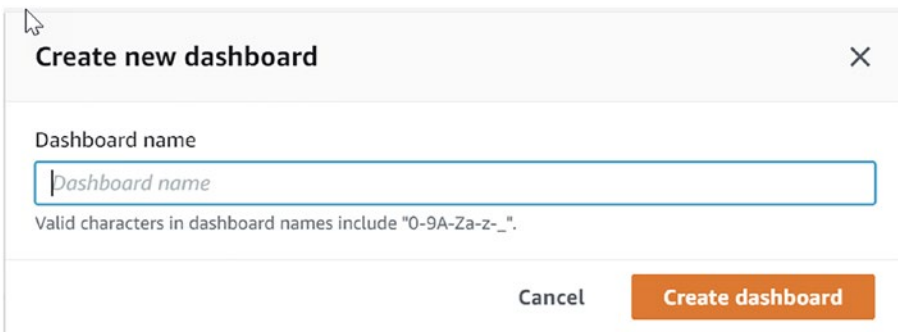 Create new dashboard
Dashboard name
Dashboard name
Valid characters in dashboard names include "0-9A-Za-z-_".
Cancel Create dashboard